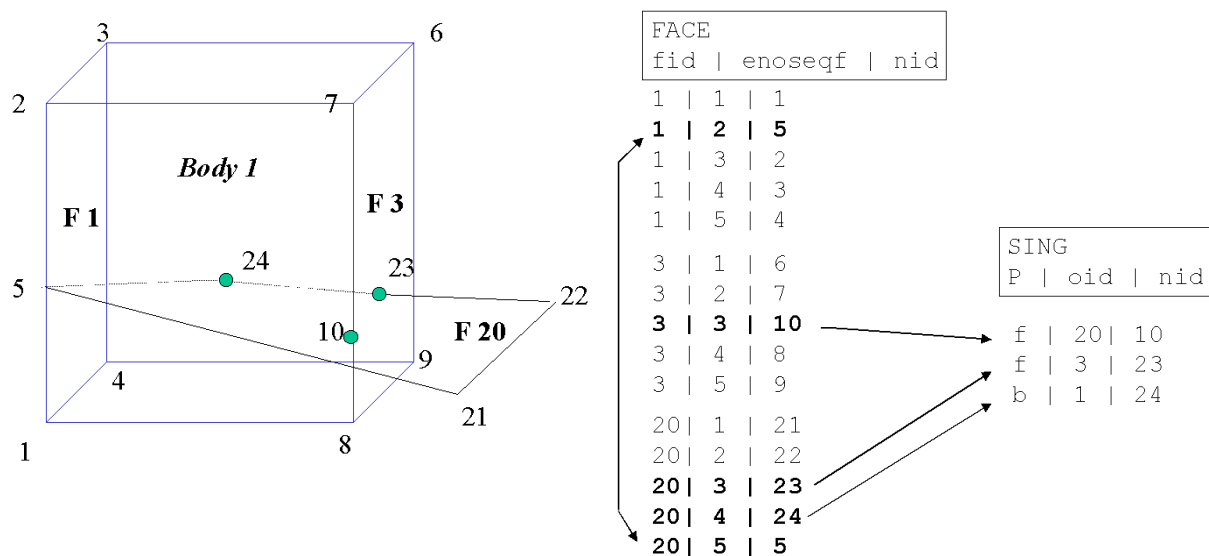 3
6
2
7
Body 1
F 1
F 3
24
23
5
22
10
F 20
9
4
21
1
8
FACE
fid | enoseqf | nid
1 | 1 | 1
1 | 2 | 5
1 | 3 | 2
1 | 4 | 3
1 | 5 | 4
3 | 1 | 6
3 | 2 | 7
3 | 3 | 10
3 | 4 | 8
3 | 5 | 9
20| 1 | 21
20| 2 | 22
20| 3 | 23
20| 4 | 24
20| 5 | 5
SING
P | oid | nid
f | 20| 10
f | 3 | 23
b | 1 | 24